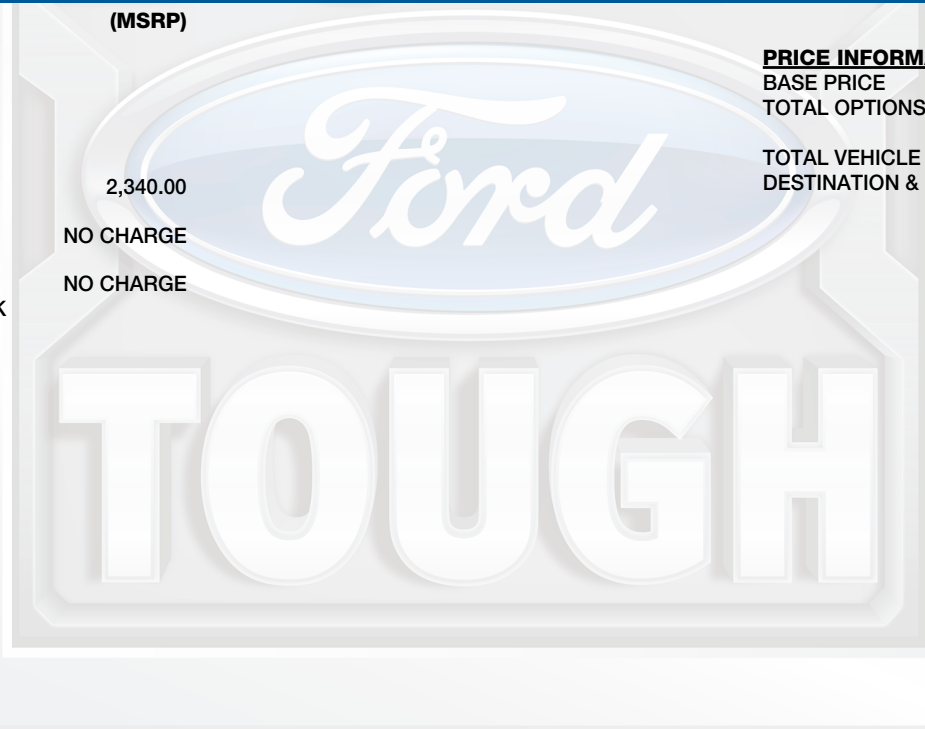 (MSRP)
2,340.00
NO CHARGE
NO CHARGE
K
PRICE INFORM
BASE PRICE
TOTAL OPTIONS
TOTAL VEHICLE
DESTINATION &
Ford
TOUGH